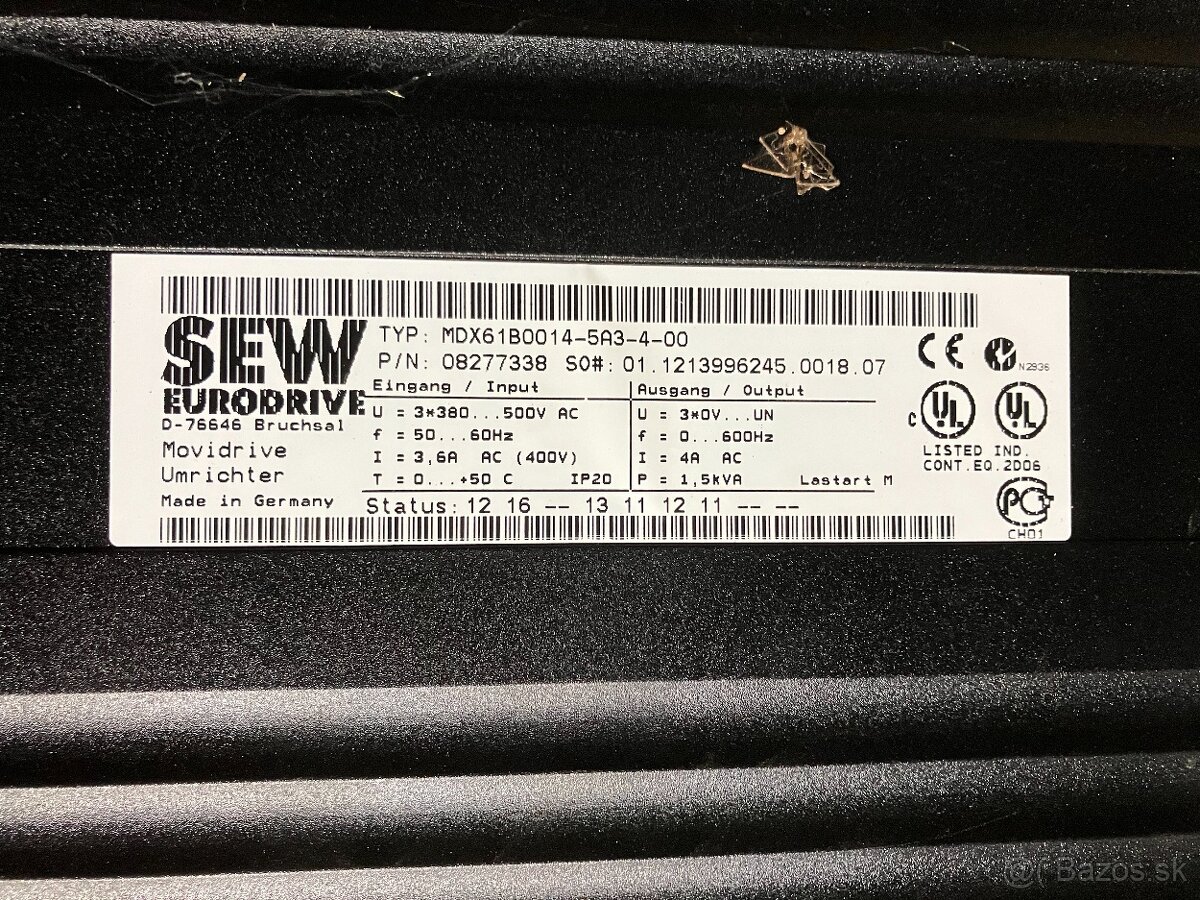 SEW
EURODRIVE
D-76646 Bruchsal
Movidrive
Umrichter
Made in Germany
TYP: MDX61B0014-5A3-4-00
P/N: 08277338 SO#: 01.1213996245.0018.07
Eingang / Input
U = 3*380...500V AC
f = 50...60Hz
I = 3,6A AC (400V)
T = 0...+50 C IP20
Ausgang / Output
U = 3*0V...UN
f = 0...600Hz
I = 4A AC
P = 1,5kVA Lastart M
Status: 12 16 -- 13 11 12 11 -- --
CE
N2936
c UL UL
LISTED IND.
CONT.EQ.2D06
PCT
CH01
Bazos.sk